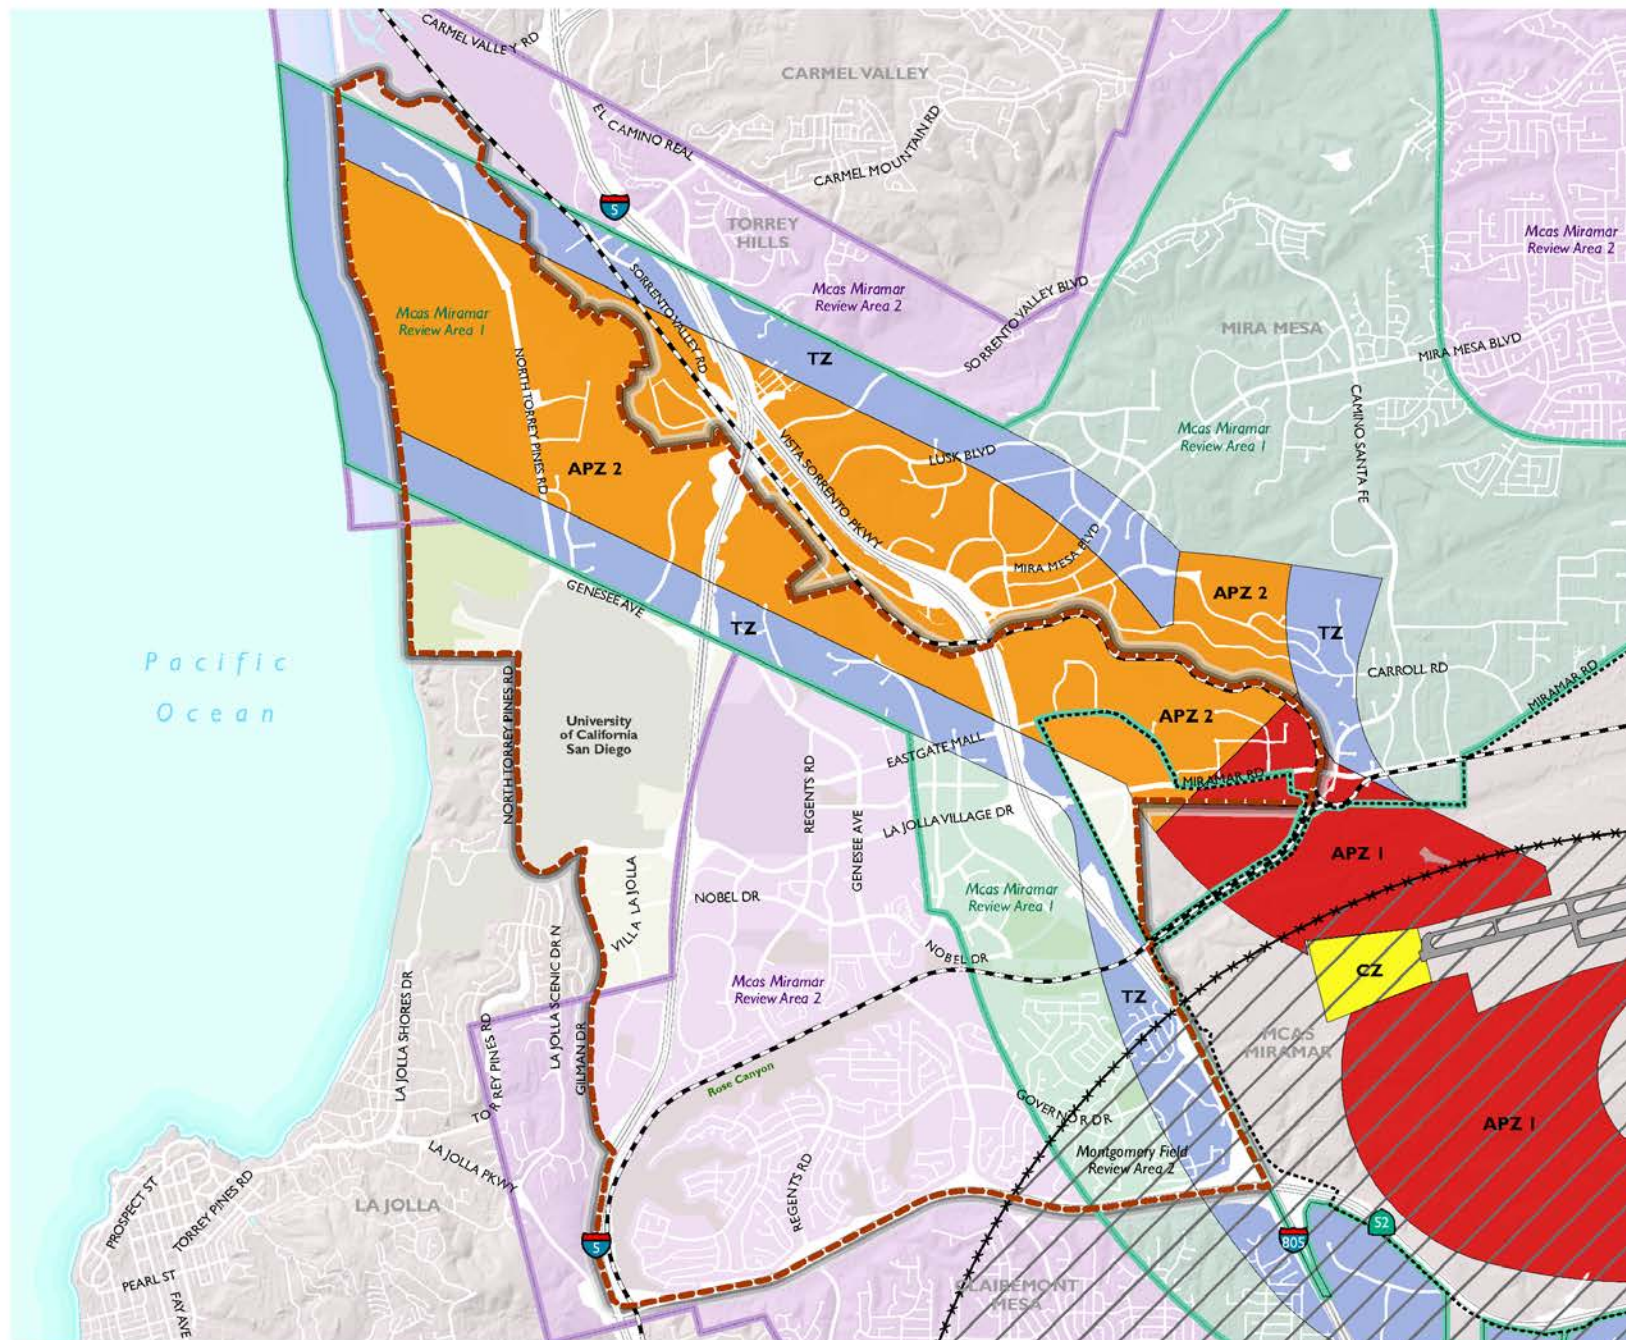 CARMEL VALLEY RD
CARMEL VALLEY
EL CAMINO REAL
CARMEL MOUNTAIN RD
5
TORREY
HILLS
Mcas Miramar
Review Area 2
Mcas Miramar
Review Area 2
SORRENTO VALLEY RD
SORRENTO VALLEY BLVD
MIRA MESA
MIRA MESA BLVD
Mcas Miramar
Review Area 1
TZ
NORTH TORREY PINES RD
CAMINO SANTA FE
Mcas Miramar
Review Area 1
LUSK BLVD
VISTA SORRENTO PKWY
APZ 2
MIRA MESA BLVD
APZ 2
GENESEE AVE
TZ
TZ
CARROLL RD
MIRAMAR RD
Pacific
Ocean
NORTH TORREY PINES RD
University
of California
San Diego
APZ 2
EASTGATE MALL
REGENTS RD
MIRAMAR RD
GENESEE AVE
LA JOLLA VILLAGE DR
APZ 1
VILLA LA JOLLA
NOBEL DR
Mcas Miramar
Review Area 1
LA JOLLA SCENIC DR N
NOBEL DR
CZ
LA JOLLA SHORES DR
Mcas Miramar
Review Area 2
TZ
TORREY PINES RD
GILMAN DR
MCAS
MIRAMAR
Rose Canyon
GOVERNOR DR
APZ 1
LA JOLLA PKWY
Montgomery Field
Review Area 2
REGENTS RD
PROSPECT ST
TORREY PINES RD
LA JOLLA
5
805
52
PEARL ST
FAY AVE
CLAIREMONT
MESA